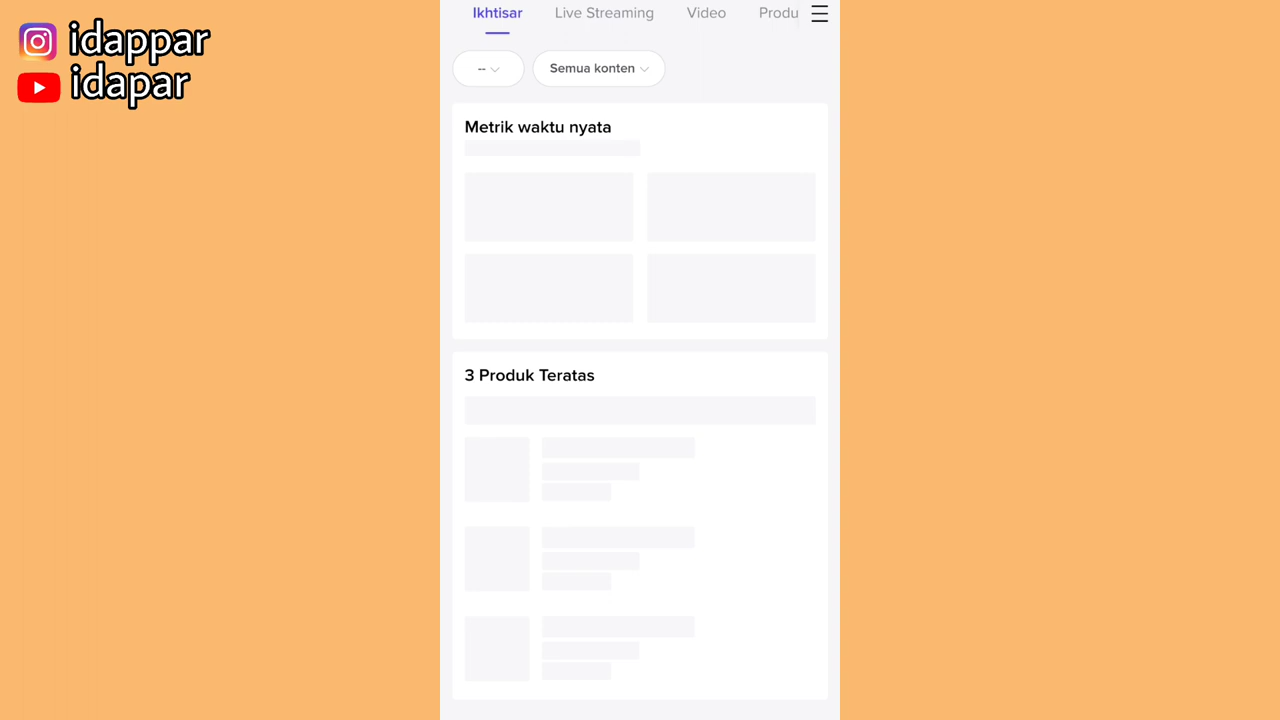 idappar
idapar
Ikhtisar Live Streaming Video Produ
-- Semua konten
Metrik waktu nyata
3 Produk Teratas